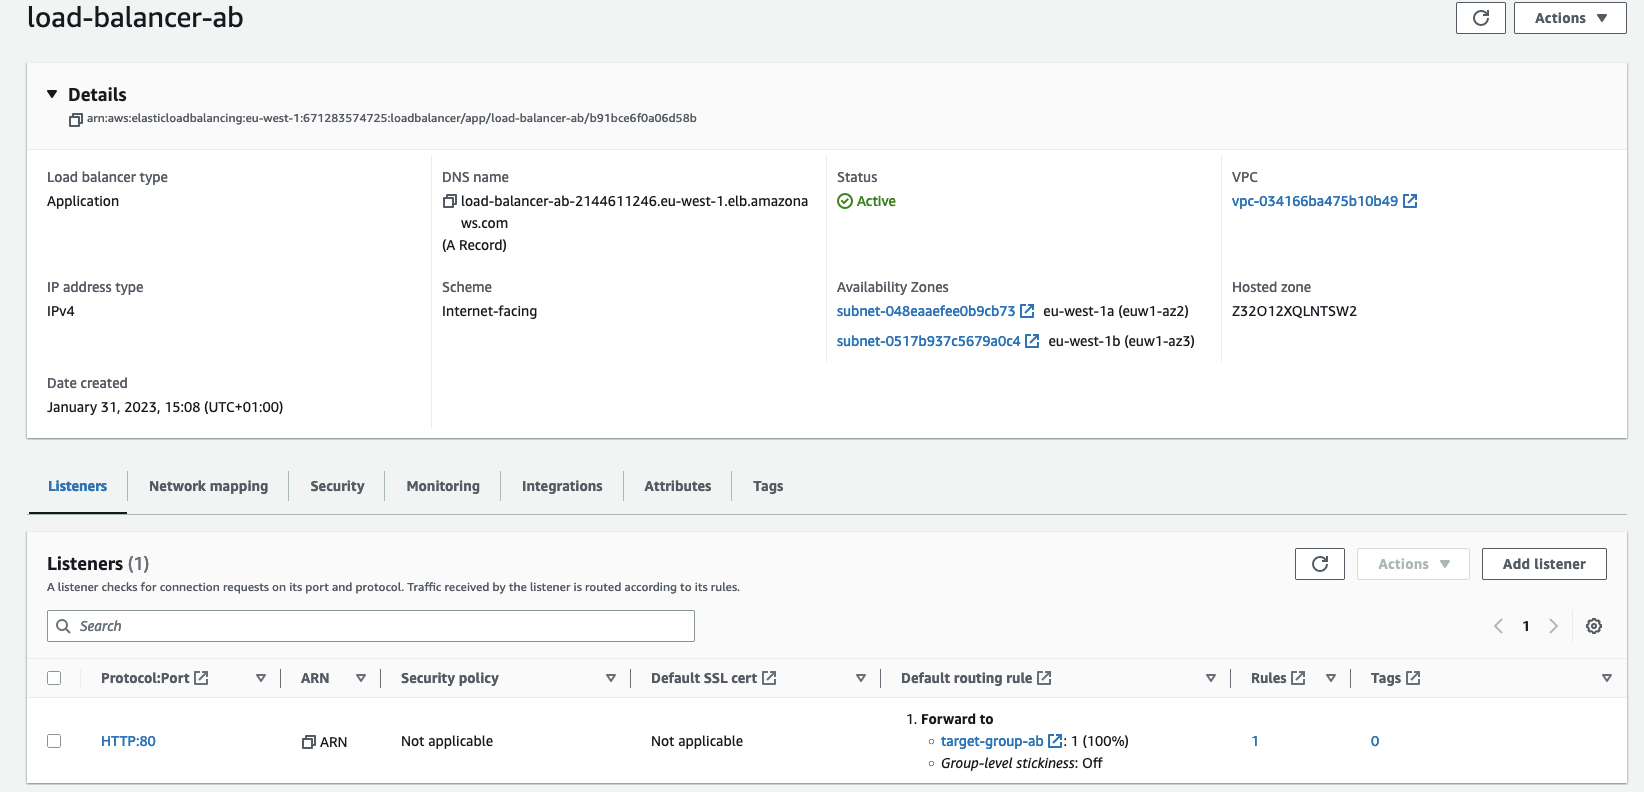 load-balancer-ab
Actions
Details
arn:aws:elasticloadbalancing:eu-west-1:671283574725:loadbalancer/app/load-balancer-ab/b91bce6f0a06d58b
Load balancer type
Application
DNS name
load-balancer-ab-2144611246.eu-west-1.elb.amazona
ws.com
(A Record)
Status
Active
VPC
vpc-034166ba475b10b49
IP address type
IPv4
Scheme
Internet-facing
Availability Zones
subnet-048eaaefee0b9cb73 eu-west-1a (euw1-az2)
subnet-0517b937c5679a0c4 eu-west-1b (euw1-az3)
Hosted zone
Z32O12XQLNTSW2
Date created
January 31, 2023, 15:08 (UTC+01:00)
Listeners Network mapping Security Monitoring Integrations Attributes Tags
Listeners (1)
A listener checks for connection requests on its port and protocol. Traffic received by the listener is routed according to its rules.
Actions
Add listener
Search
1
Protocol:Port ARN Security policy Default SSL cert Default routing rule Rules Tags
HTTP:80 ARN Not applicable Not applicable
1. Forward to
target-group-ab : 1 (100%)
Group-level stickiness: Off
1
0